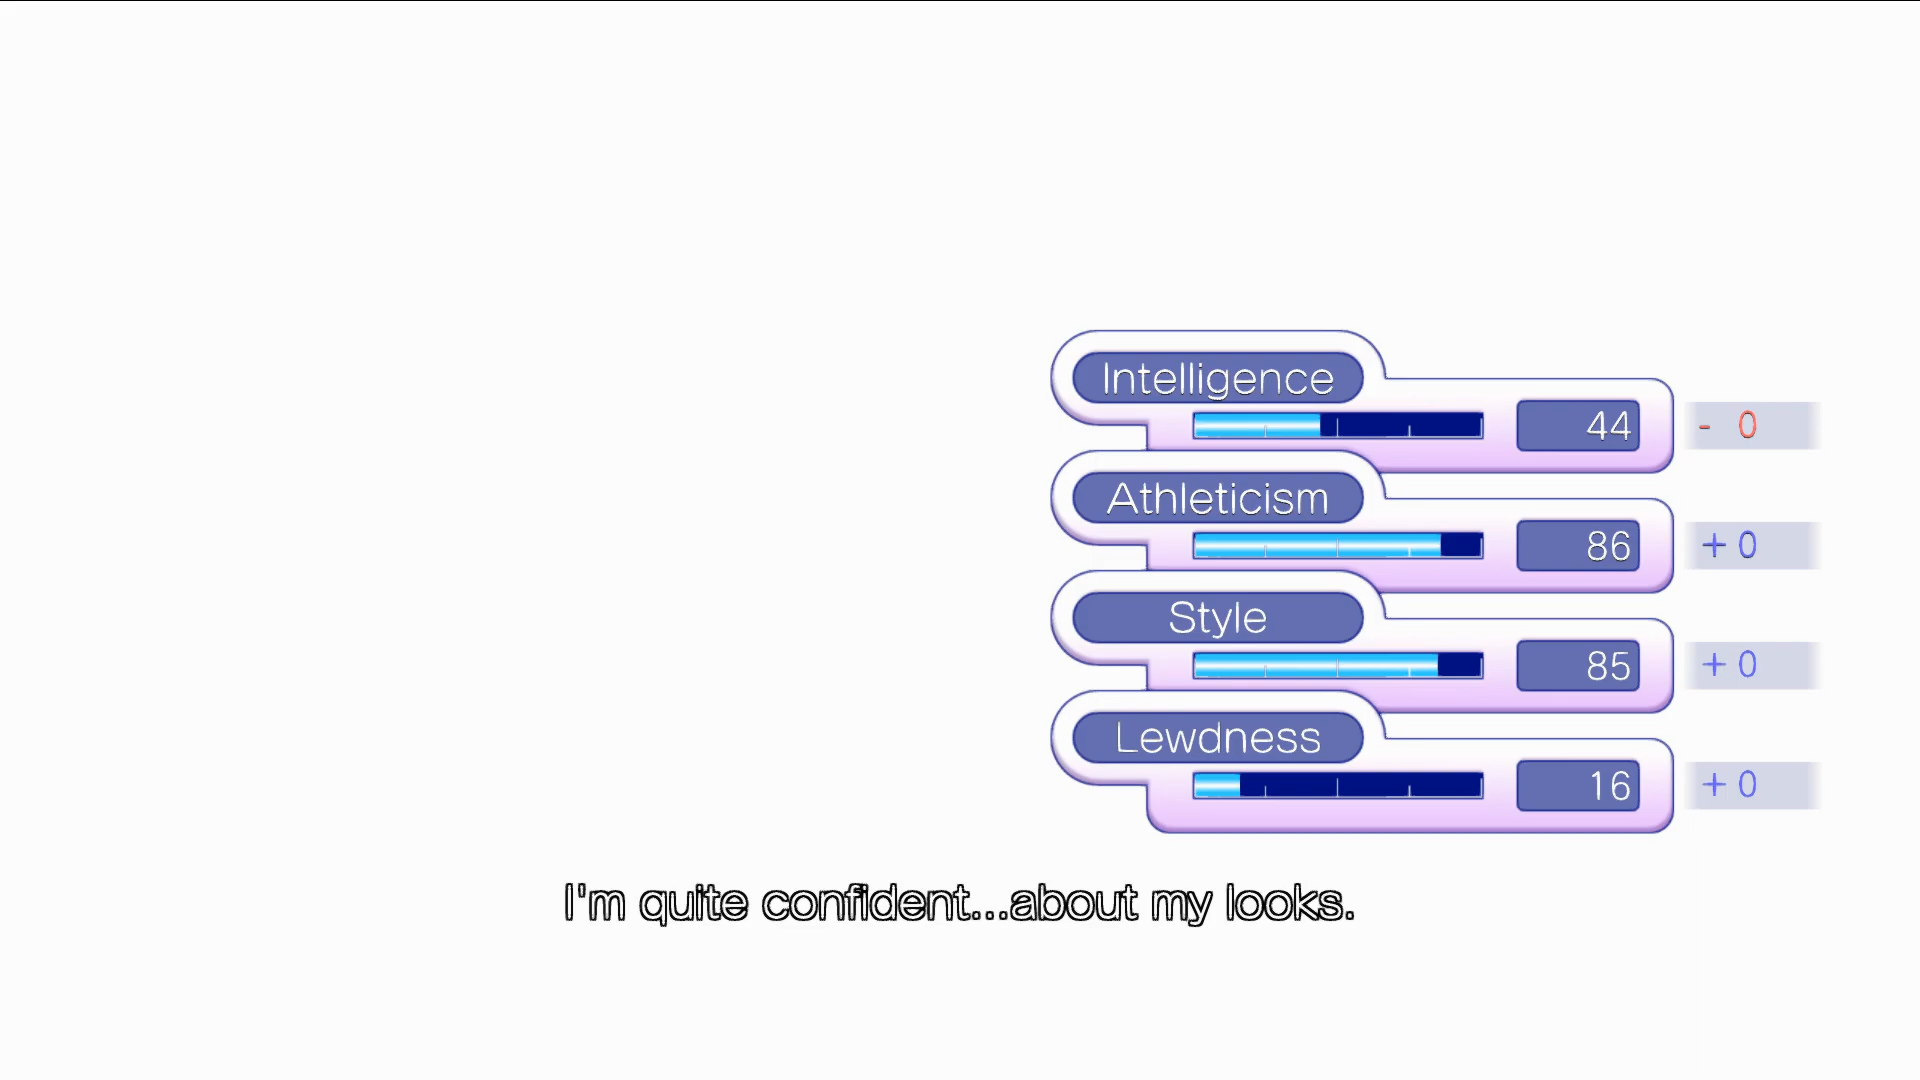 Intelligence
44
- 0
Athleticism
86
+ 0
Style
85
+ 0
Lewdness
16
+ 0
I'm quite confident...about my looks.